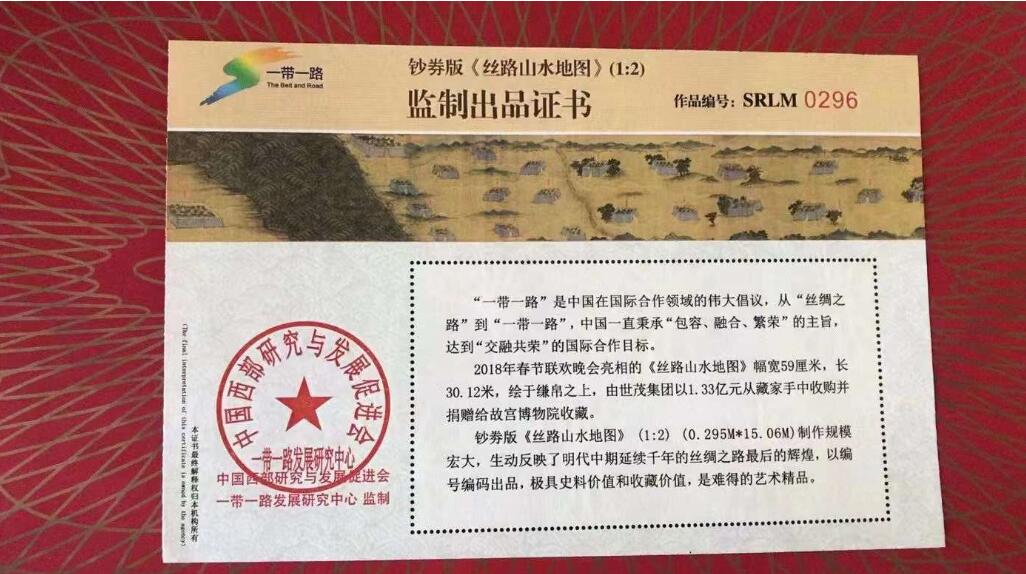 一带一路
The Belt and Road
钞券版《丝路山水地图》(1:2)
监制出品证书
作品编号：SRLM 0296
“一带一路”是中国在国际合作领域的伟大倡议，从“丝绸之
路”到“一带一路”，中国一直秉承“包容、融合、繁荣”的主旨，
达到“交融共荣”的国际合作目标。
2018年春节联欢晚会亮相的《丝路山水地图》幅宽59厘米，长
30.12米，绘于缣帛之上，由世茂集团以1.33亿元从藏家手中收购并
捐赠给故宫博物院收藏。
钞券版《丝路山水地图》 (1:2) (0.295M*15.06M)制作规模
宏大，生动反映了明代中期延续千年的丝绸之路最后的辉煌，以编
号编码出品，极具史料价值和收藏价值，是难得的艺术精品。
中国西部研究与发展促进会
一带一路发展研究中心
中国西部研究与发展促进会
一带一路发展研究中心 监制
本证书最终解释权归本机构所有
(The final interpretation of this certificate is owned by the agency)